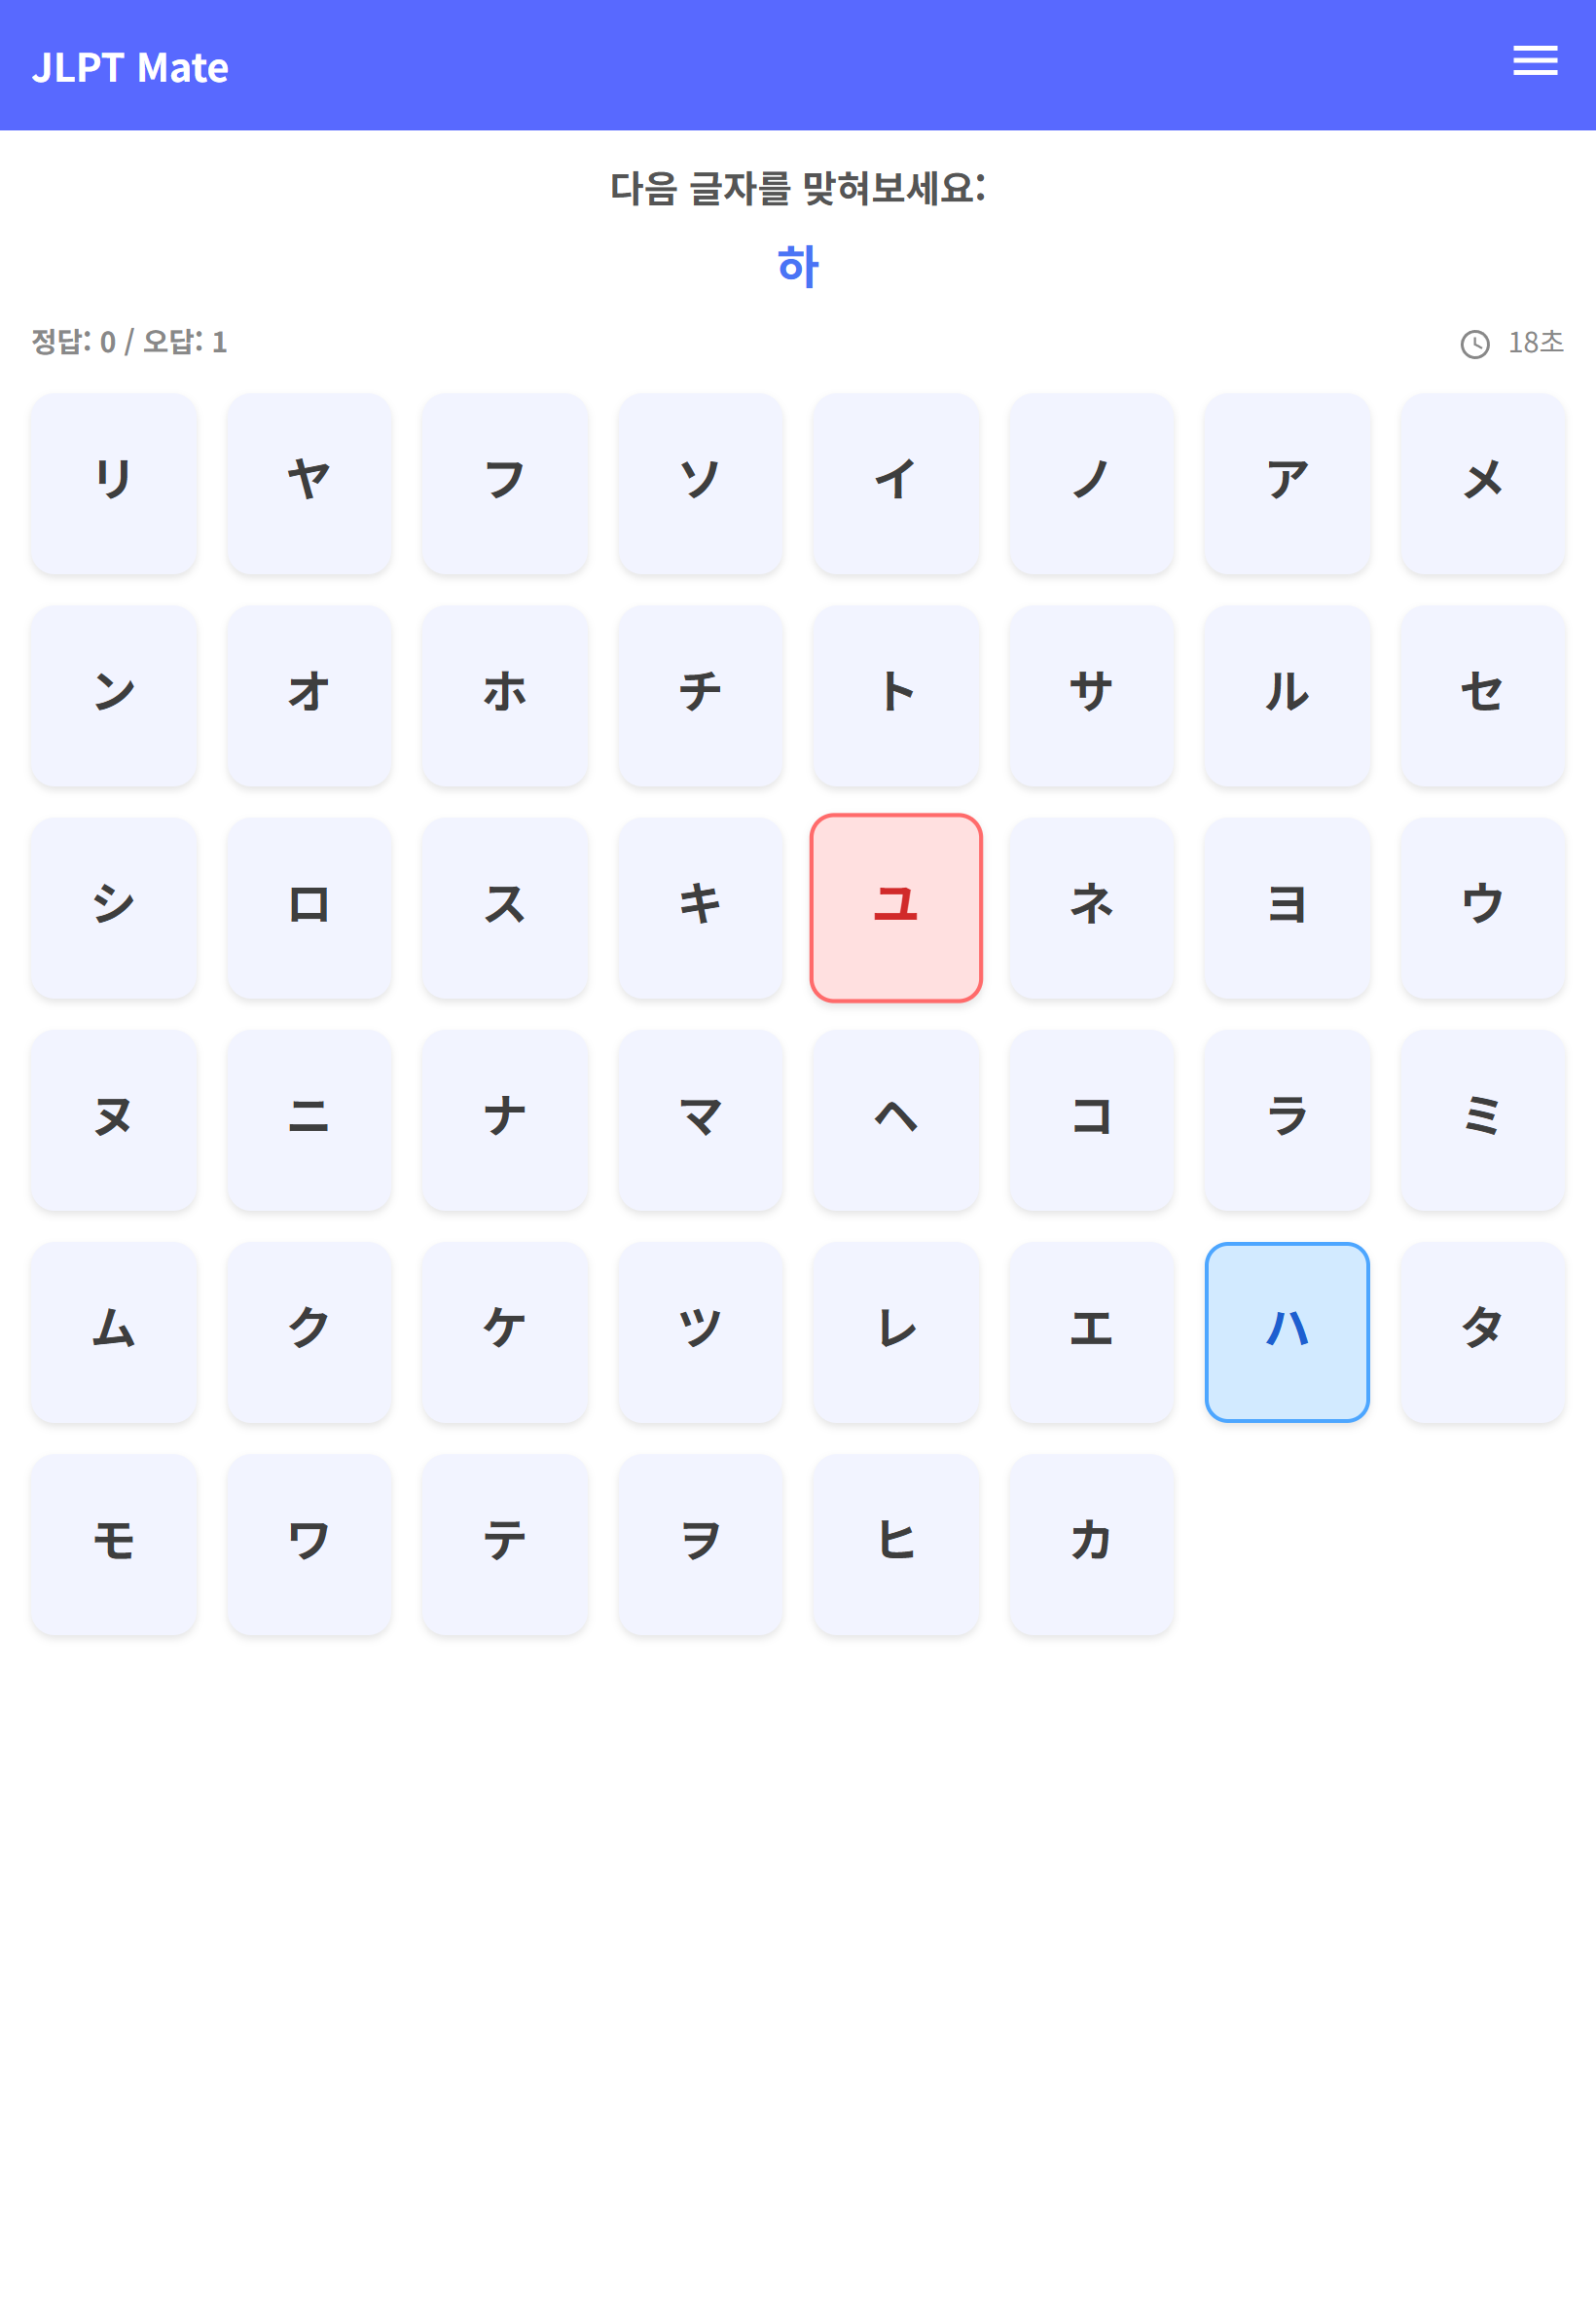 JLPT Mate
다음 글자를 맞혀보세요:
하
정답: 0 / 오답: 1
18초
リ ヤ フ ソ イ ノ ア メ
ン オ ホ チ ト サ ル セ
シ ロ ス キ ユ ネ ヨ ウ
ヌ ニ ナ マ ヘ コ ラ ミ
ム ク ケ ツ レ エ ハ タ
モ ワ テ ヲ ヒ カ